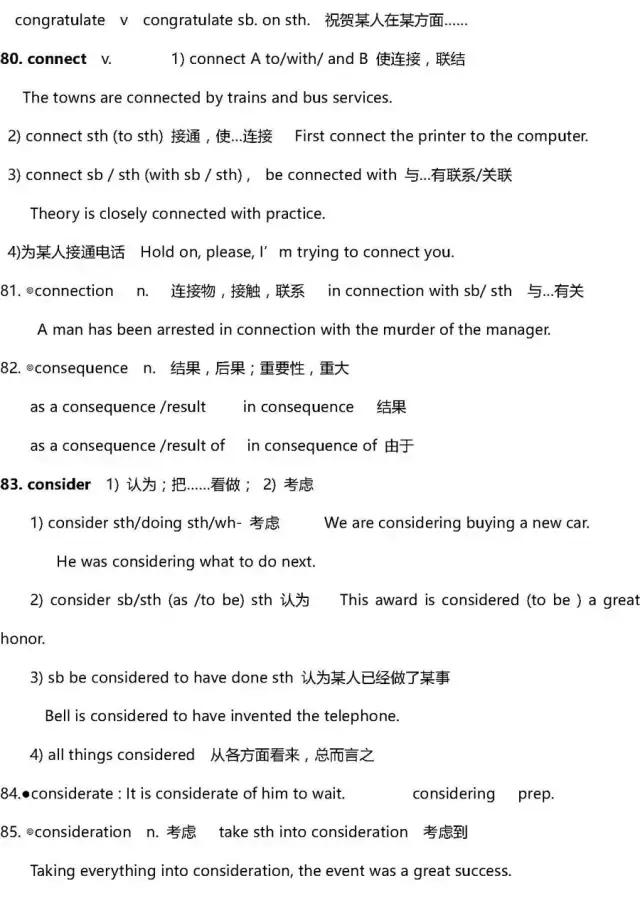 congratulate v congratulate sb. on sth. 祝贺某人在某方面......
80. connect v. 1) connect A to/with/ and B 使连接，联结
The towns are connected by trains and bus services.
2) connect sth (to sth) 接通，使...连接 First connect the printer to the computer.
3) connect sb / sth (with sb / sth) , be connected with 与...有联系/关联
Theory is closely connected with practice.
4)为某人接通电话 Hold on, please, I’m trying to connect you.
81. ◎connection n. 连接物，接触，联系 in connection with sb/ sth 与...有关
A man has been arrested in connection with the murder of the manager.
82. ◎consequence n. 结果，后果；重要性，重大
as a consequence /result in consequence 结果
as a consequence /result of in consequence of 由于
83. consider 1) 认为；把......看做； 2) 考虑
1) consider sth/doing sth/wh- 考虑 We are considering buying a new car.
He was considering what to do next.
2) consider sb/sth (as /to be) sth 认为 This award is considered (to be ) a great
honor.
3) sb be considered to have done sth 认为某人已经做了某事
Bell is considered to have invented the telephone.
4) all things considered 从各方面看来，总而言之
84.●considerate : It is considerate of him to wait. considering prep.
85. ◎consideration n. 考虑 take sth into consideration 考虑到
Taking everything into consideration, the event was a great success.